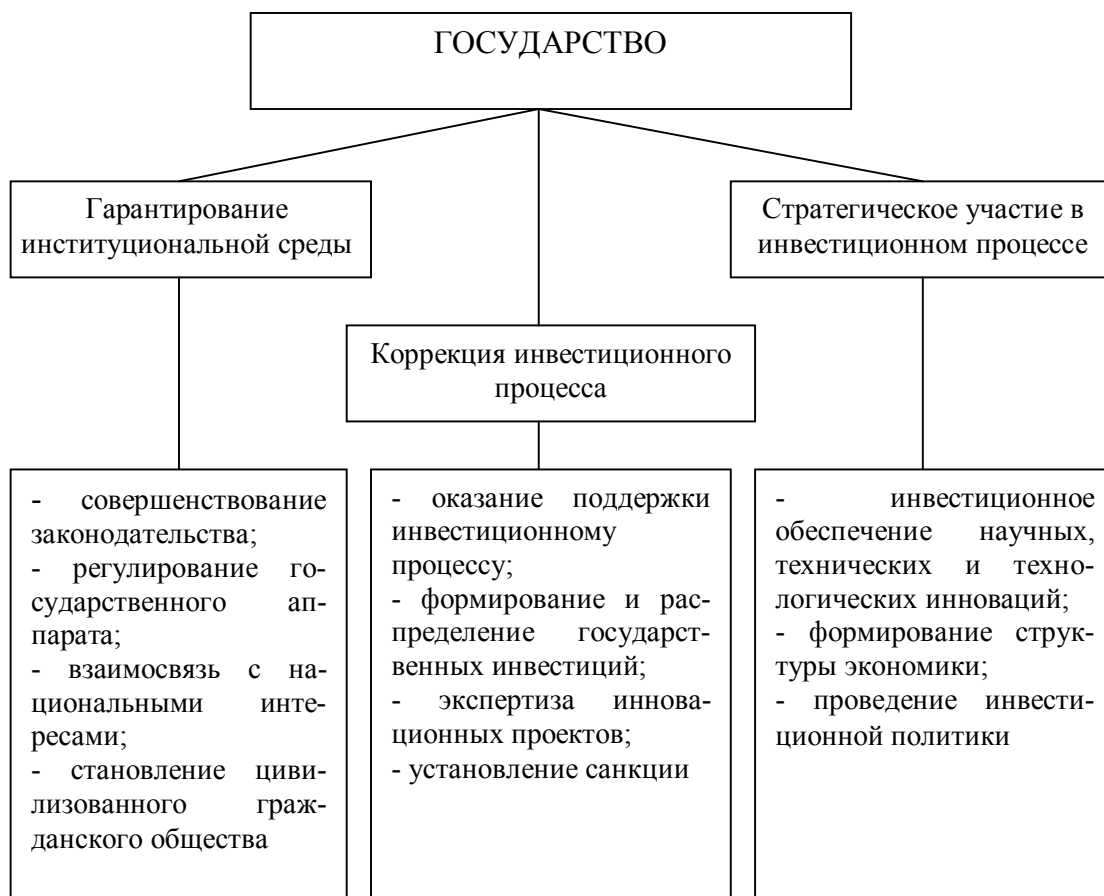 ГОСУДАРСТВО
Гарантирование
институциональной среды
Стратегическое участие в
инвестиционном процессе
Коррекция инвестиционного
процесса
- совершенствование
законодательства;
- регулирование го-
сударственного ап-
парата;
- взаимосвязь с на-
циональными инте-
ресами;
- становление циви-
лизованного граж-
данского общества
- оказание поддержки
инвестиционному
процессу;
- формирование и рас-
пределение государст-
венных инвестиций;
- экспертиза иннова-
ционных проектов;
- установление санкции
- инвестиционное
обеспечение научных,
технических и техно-
логических инноваций;
- формирование струк-
туры экономики;
- проведение инвести-
ционной политики